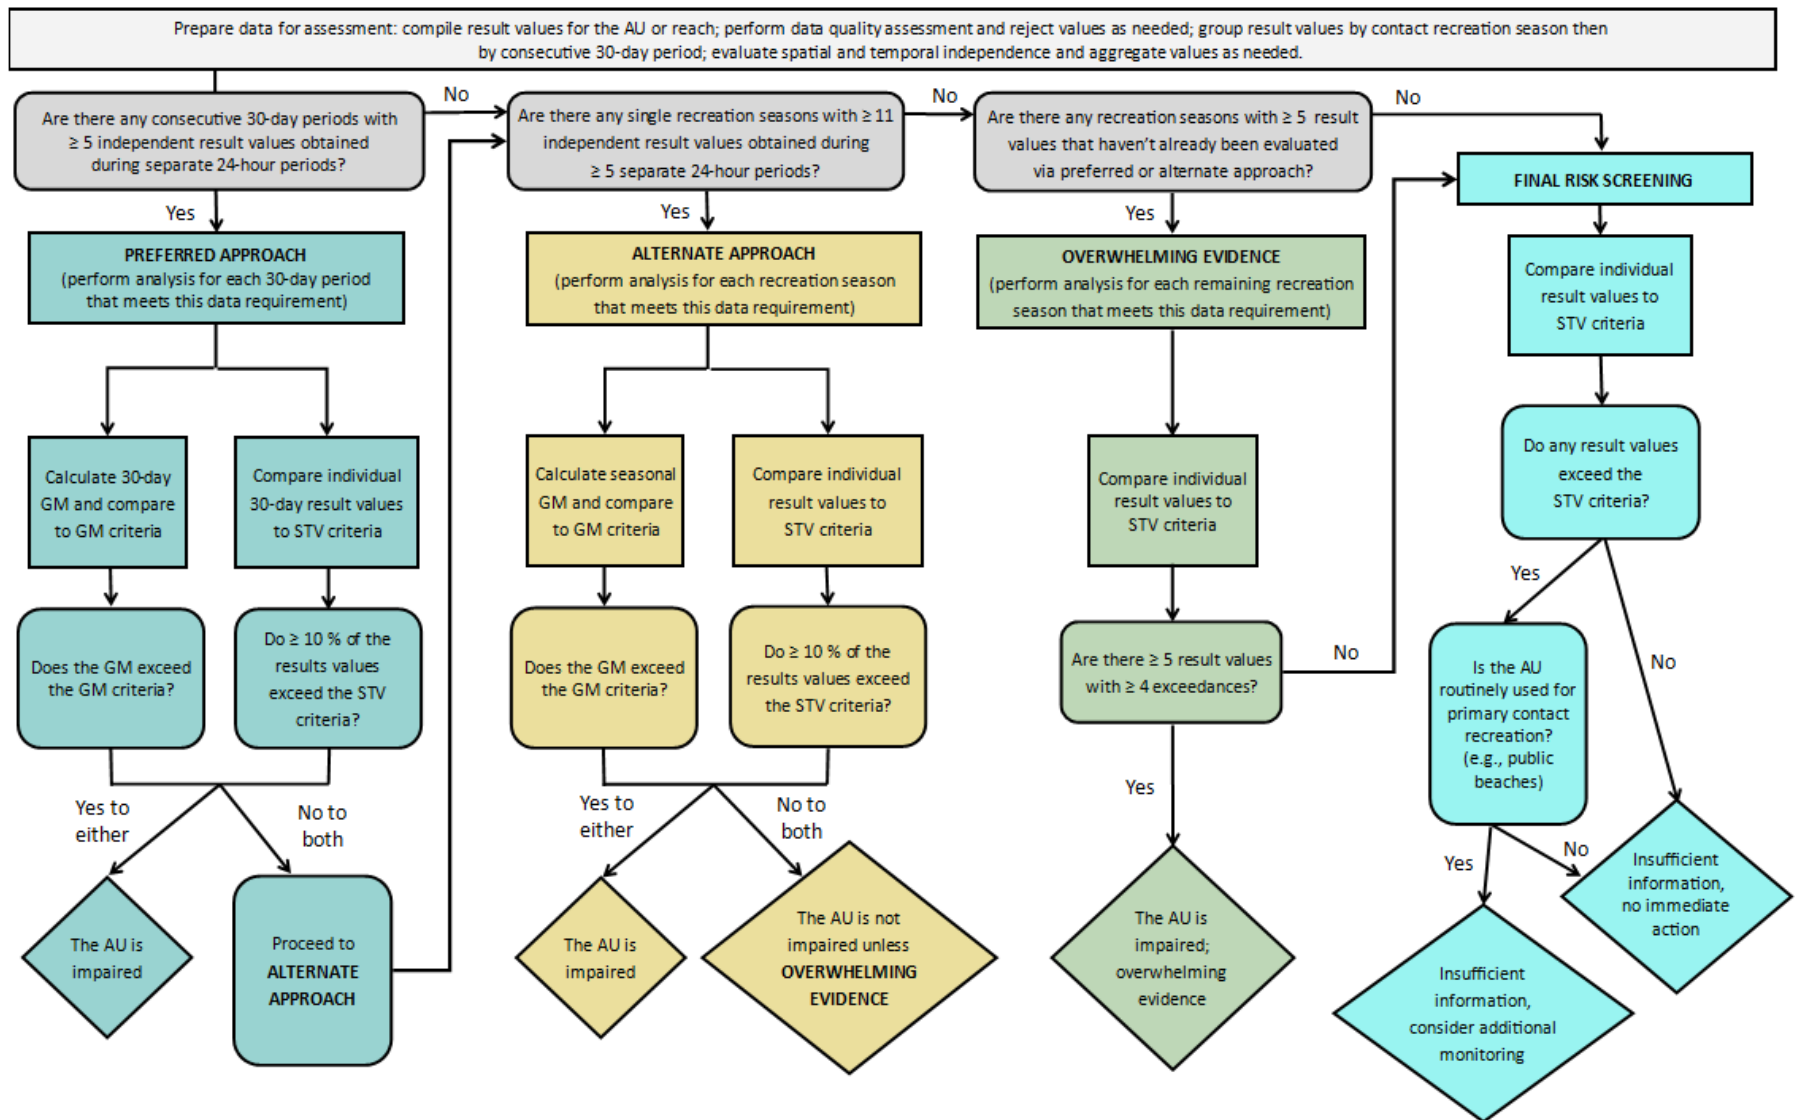 Prepare data for assessment: compile result values for the AU or reach; perform data quality assessment and reject values as needed; group result values by contact recreation season then
by consecutive 30-day period; evaluate spatial and temporal independence and aggregate values as needed.
Are there any consecutive 30-day periods with
≥ 5 independent result values obtained
during separate 24-hour periods?
No
Are there any single recreation seasons with ≥ 11
independent result values obtained during
≥ 5 separate 24-hour periods?
No
Are there any recreation seasons with ≥ 5 result
values that haven't already been evaluated
via preferred or alternate approach?
No
Yes
PREFERRED APPROACH
(perform analysis for each 30-day period
that meets this data requirement)
Calculate 30-day
GM and compare
to GM criteria
Compare individual
30-day result values
to STV criteria
Does the GM exceed
the GM criteria?
Do ≥ 10 % of the
results values
exceed the STV
criteria?
Yes to
either
No to
both
The AU is
impaired
Proceed to
ALTERNATE
APPROACH
Yes
ALTERNATE APPROACH
(perform analysis for each recreation season
that meets this data requirement)
Calculate seasonal
GM and compare
to GM criteria
Compare individual
result values to
STV criteria
Does the GM exceed
the GM criteria?
Do ≥ 10 % of the
results values exceed
the STV criteria?
Yes to
either
No to
both
The AU is
impaired
The AU is not
impaired unless
OVERWHELMING
EVIDENCE
Yes
OVERWHELMING EVIDENCE
(perform analysis for each remaining recreation
season that meets this data requirement)
Compare individual
result values to
STV criteria
Are there ≥ 5 result values
with ≥ 4 exceedances?
No
Yes
The AU is
impaired;
overwhelming
evidence
FINAL RISK SCREENING
Compare individual
result values to
STV criteria
Do any result values
exceed the
STV criteria?
Yes
No
Is the AU
routinely used for
primary contact
recreation?
(e.g., public
beaches)
Yes
No
Insufficient
information,
no immediate
action
Insufficient
information,
consider additional
monitoring